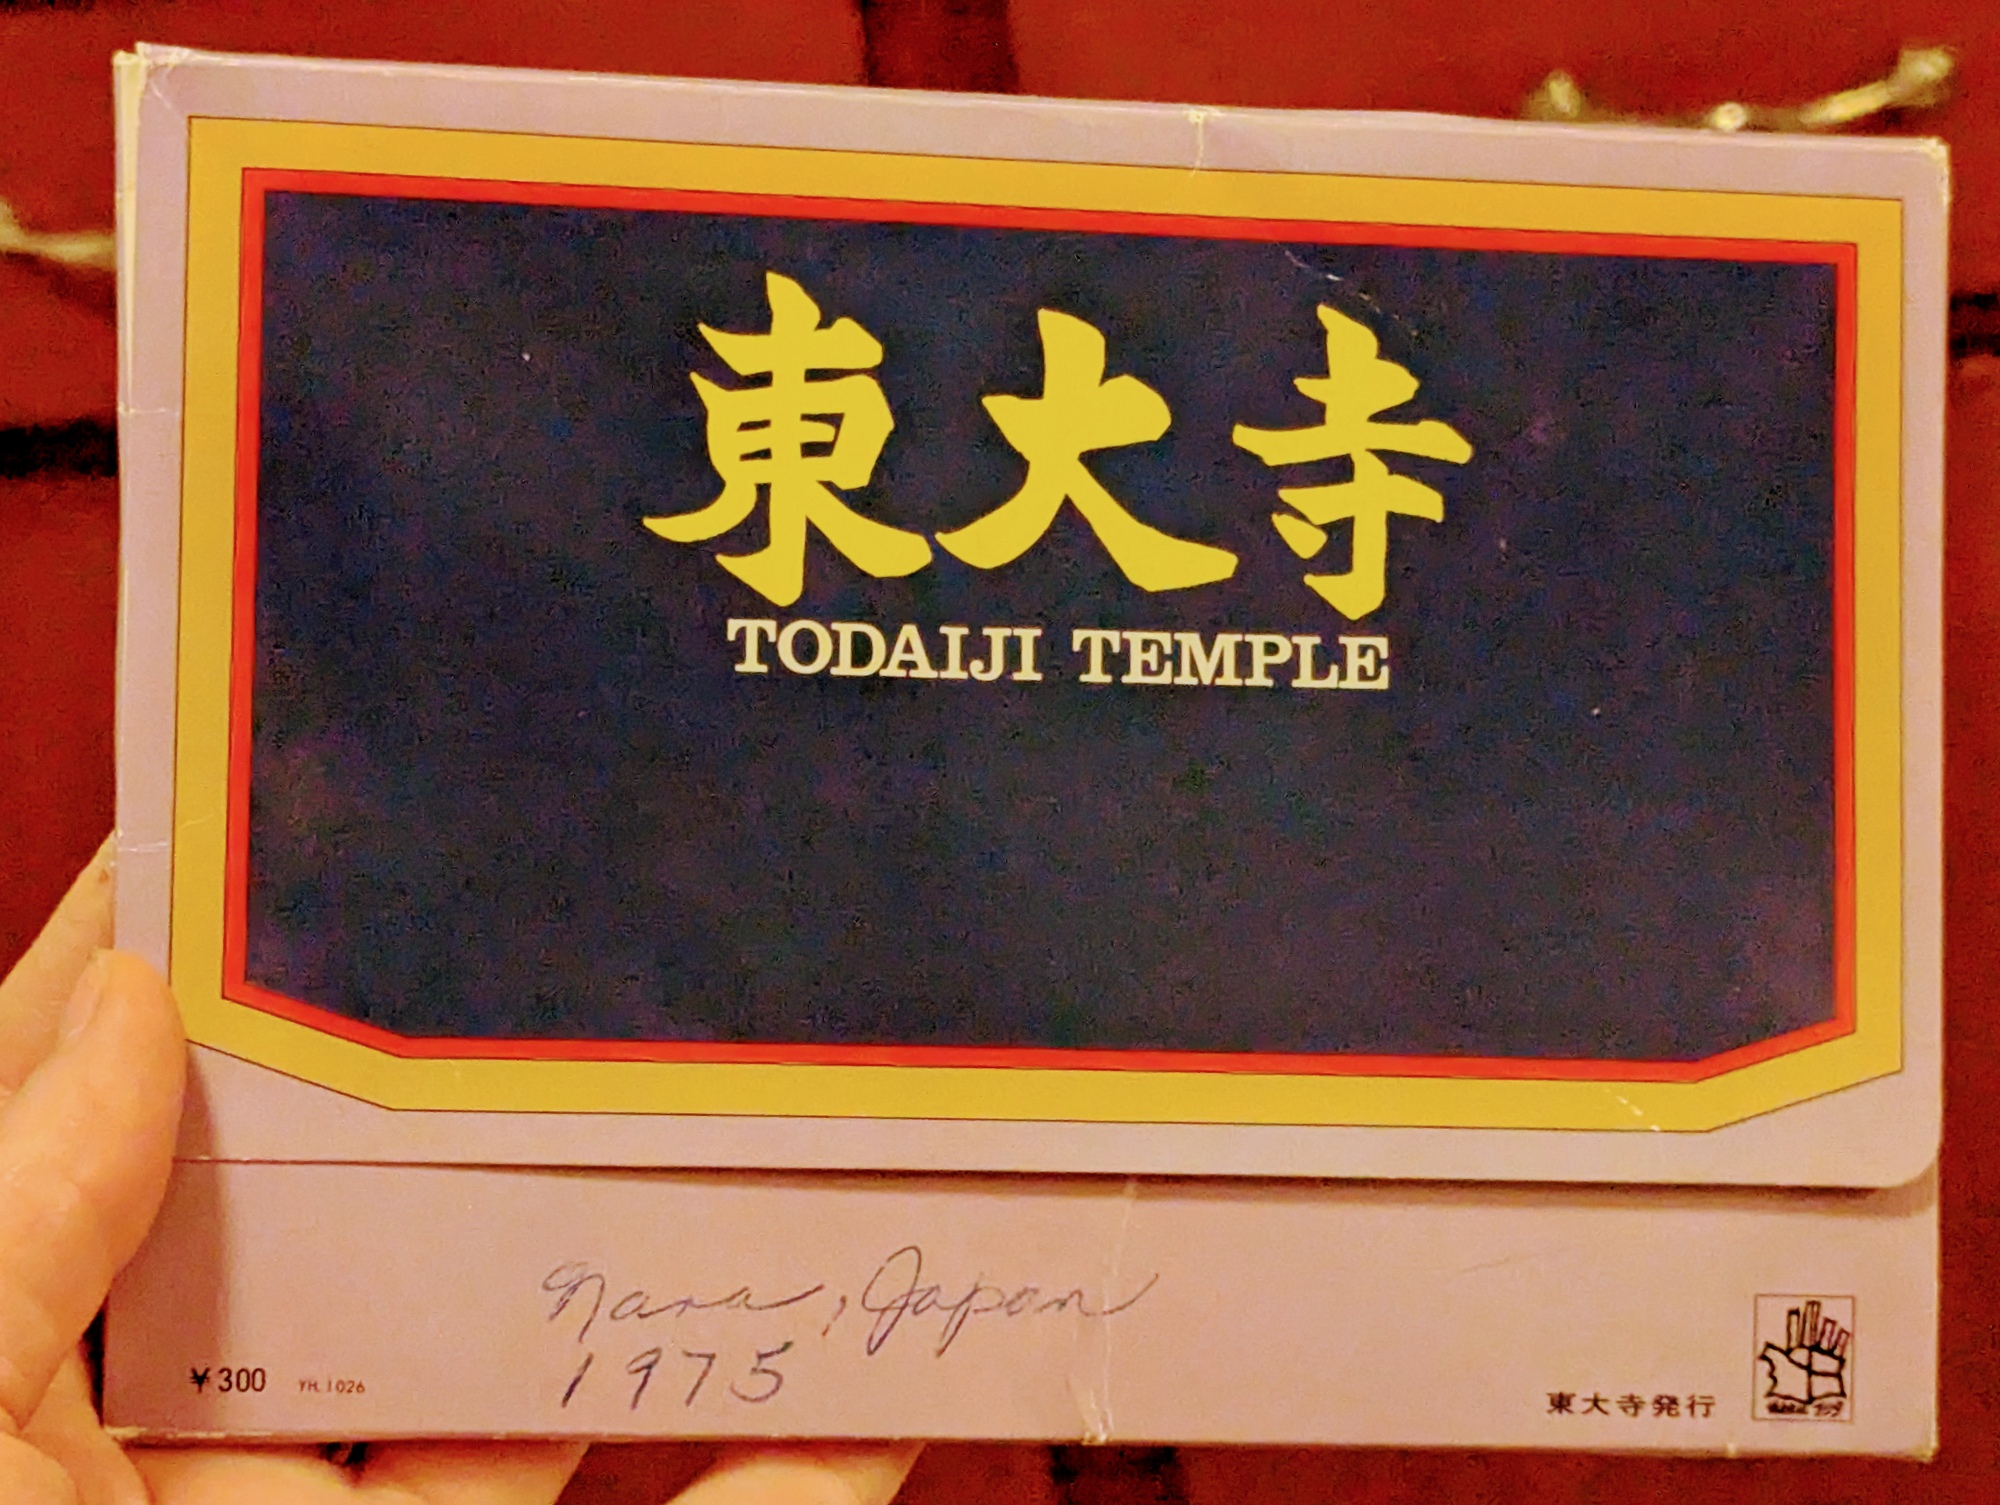 東大寺
TODAIJI TEMPLE
Nara, Japan
1975
¥300 YH.1026
東大寺発行